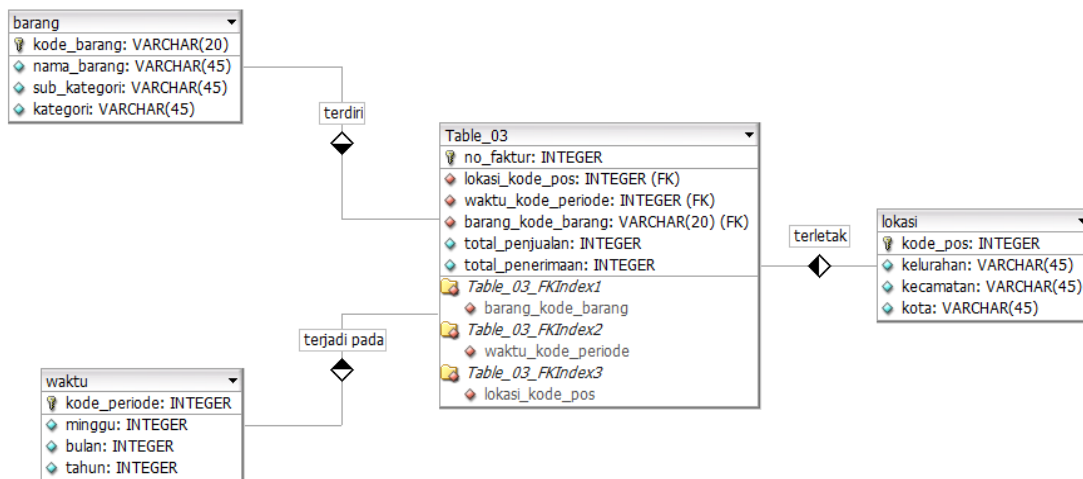 barang
kode_barang: VARCHAR(20)
nama_barang: VARCHAR(45)
sub_kategori: VARCHAR(45)
kategori: VARCHAR(45)
terdiri
Table_03
no_faktur: INTEGER
lokasi_kode_pos: INTEGER (FK)
waktu_kode_periode: INTEGER (FK)
barang_kode_barang: VARCHAR(20) (FK)
total_penjualan: INTEGER
total_penerimaan: INTEGER
Table_03_FKIndex1
barang_kode_barang
Table_03_FKIndex2
waktu_kode_periode
Table_03_FKIndex3
lokasi_kode_pos
terletak
lokasi
kode_pos: INTEGER
kelurahan: VARCHAR(45)
kecamatan: VARCHAR(45)
kota: VARCHAR(45)
terjadi pada
waktu
kode_periode: INTEGER
minggu: INTEGER
bulan: INTEGER
tahun: INTEGER